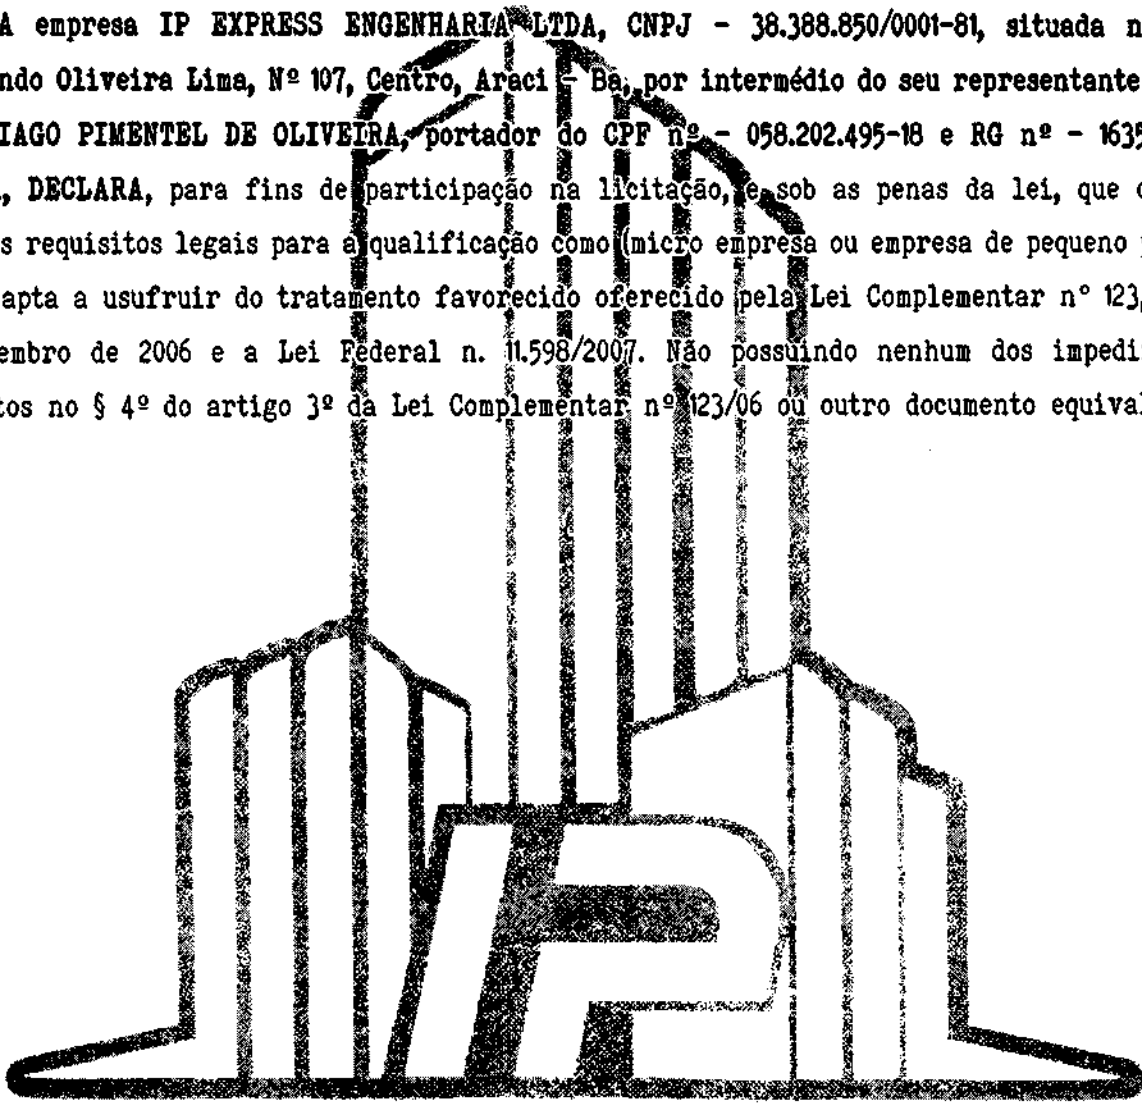 A empresa IP EXPRESS ENGENHARIA LTDA, CNPJ - 38.388.850/0001-81, situada n
ndo Oliveira Lima, Nº 107, Centro, Araci - Ba, por intermédio do seu representante
IAGO PIMENTEL DE OLIVEIRA, portador do CPF nº - 058.202.495-18 e RG nº - 1635
, DECLARA, para fins de participação na licitação, e sob as penas da lei, que
s requisitos legais para a qualificação como (micro empresa ou empresa de pequeno
apta a usufruir do tratamento favorecido oferecido pela Lei Complementar n° 123,
embro de 2006 e a Lei Federal n. 11.598/2007. Não possuindo nenhum dos impedi
tos no § 4º do artigo 3º da Lei Complementar nº 123/06 ou outro documento equival
IP